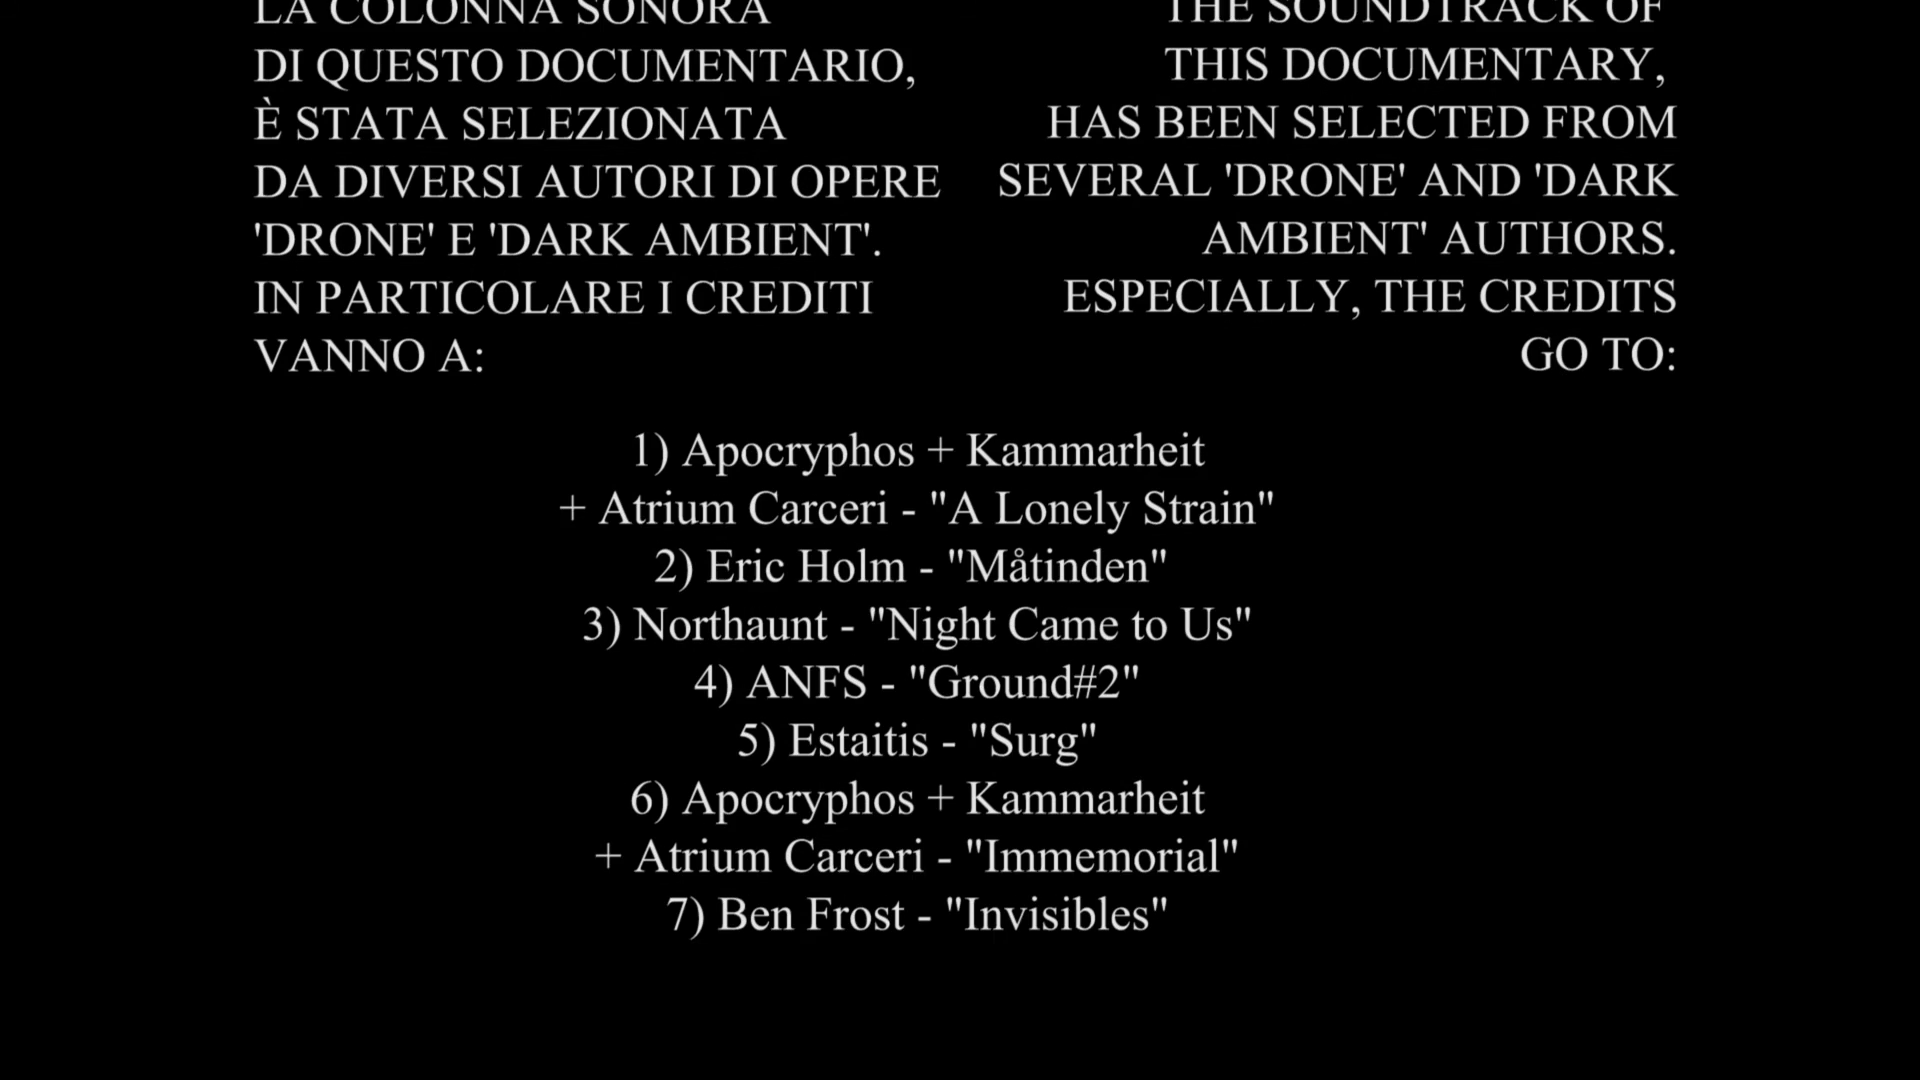 LA COLONNA SONORA
DI QUESTO DOCUMENTARIO,
È STATA SELEZIONATA
DA DIVERSI AUTORI DI OPERE
'DRONE' E 'DARK AMBIENT'.
IN PARTICOLARE I CREDITI
VANNO A:
THE SOUNDTRACK OF
THIS DOCUMENTARY,
HAS BEEN SELECTED FROM
SEVERAL 'DRONE' AND 'DARK
AMBIENT' AUTHORS.
ESPECIALLY, THE CREDITS
GO TO:
1) Apocryphos + Kammarheit
+ Atrium Carceri - "A Lonely Strain"
2) Eric Holm - "Måtinden"
3) Northaunt - "Night Came to Us"
4) ANFS - "Ground#2"
5) Estaitis - "Surg"
6) Apocryphos + Kammarheit
+ Atrium Carceri - "Immemorial"
7) Ben Frost - "Invisibles"